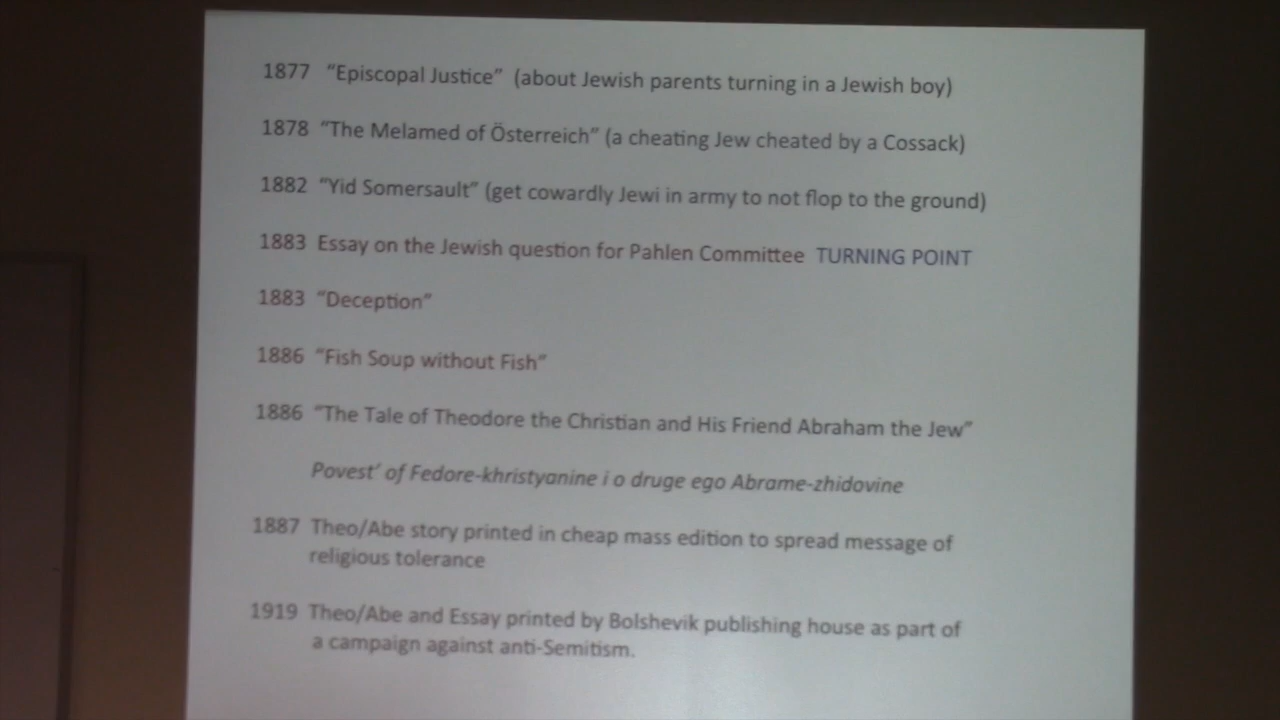 1877 “Episcopal Justice” (about Jewish parents turning in a Jewish boy)
1878 “The Melamed of Österreich” (a cheating Jew cheated by a Cossack)
1882 “Yid Somersault” (get cowardly Jewi in army to not flop to the ground)
1883 Essay on the Jewish question for Pahlen Committee TURNING POINT
1883 “Deception”
1886 “Fish Soup without Fish”
1886 “The Tale of Theodore the Christian and His Friend Abraham the Jew”
Povest’ of Fedore-khristyanine i o druge ego Abrame-zhidovine
1887 Theo/Abe story printed in cheap mass edition to spread message of
religious tolerance
1919 Theo/Abe and Essay printed by Bolshevik publishing house as part of
a campaign against anti-Semitism.